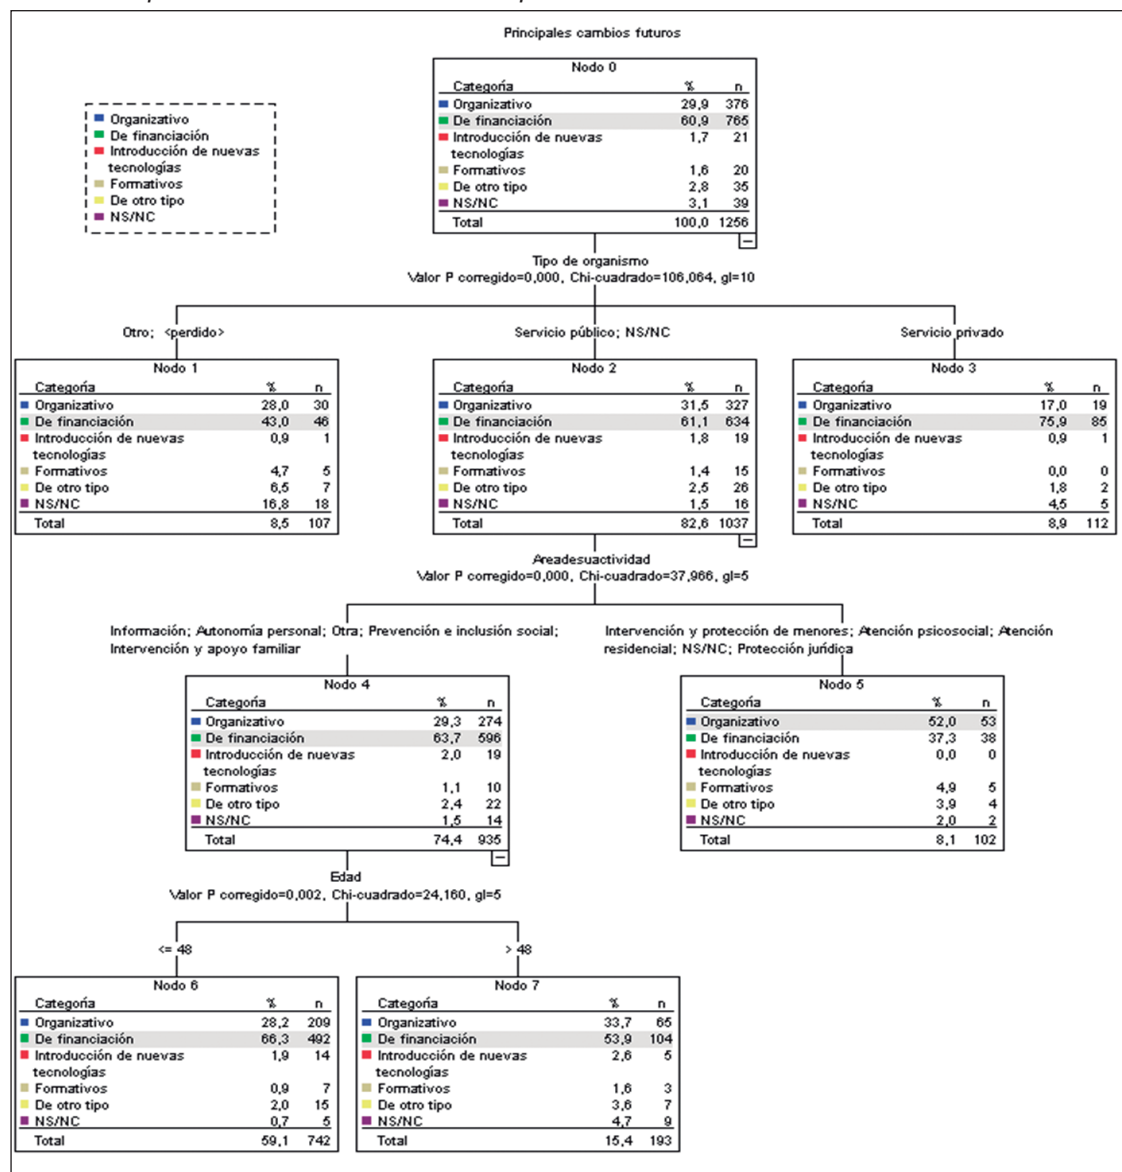 Principales cambios futuros
Organizativo
De financiación
Introducción de nuevas
tecnologías
Formativos
De otro tipo
NS/NC
Nodo 0
Categoría % n
Organizativo 29,9 376
De financiación 60,9 765
Introducción de nuevas 1,7 21
tecnologías
Formativos 1,6 20
De otro tipo 2,8 35
NS/NC 3,1 39
Total 100,0 1256
Tipo de organismo
Valor P corregido=0,000, Chi-cuadrado=106,064, gl=10
Otro; <perdido>
Servicio público; NS/NC
Servicio privado
Nodo 1
Categoría % n
Organizativo 28,0 30
De financiación 43,0 46
Introducción de nuevas 0,9 1
tecnologías
Formativos 4,7 5
De otro tipo 6,5 7
NS/NC 16,8 18
Total 8,5 107
Nodo 2
Categoría % n
Organizativo 31,5 327
De financiación 61,1 634
Introducción de nuevas 1,8 19
tecnologías
Formativos 1,4 15
De otro tipo 2,5 26
NS/NC 1,5 16
Total 82,6 1037
Nodo 3
Categoría % n
Organizativo 17,0 19
De financiación 75,9 85
Introducción de nuevas 0,9 1
tecnologías
Formativos 0,0 0
De otro tipo 1,8 2
NS/NC 4,5 5
Total 8,9 112
Areadesuactividad
Valor P corregido=0,000, Chi-cuadrado=37,966, gl=5
Información; Autonomía personal; Otra; Prevención e inclusión social;
Intervención y apoyo familiar
Intervención y protección de menores; Atención psicosocial; Atención
residencial; NS/NC; Protección jurídica
Nodo 4
Categoría % n
Organizativo 29,3 274
De financiación 63,7 596
Introducción de nuevas 2,0 19
tecnologías
Formativos 1,1 10
De otro tipo 2,4 22
NS/NC 1,5 14
Total 74,4 935
Nodo 5
Categoría % n
Organizativo 52,0 53
De financiación 37,3 38
Introducción de nuevas 0,0 0
tecnologías
Formativos 4,9 5
De otro tipo 3,9 4
NS/NC 2,0 2
Total 8,1 102
Edad
Valor P corregido=0,002, Chi-cuadrado=24,160, gl=5
<= 48
> 48
Nodo 6
Categoría % n
Organizativo 28,2 209
De financiación 66,3 492
Introducción de nuevas 1,9 14
tecnologías
Formativos 0,9 7
De otro tipo 2,0 15
NS/NC 0,7 5
Total 59,1 742
Nodo 7
Categoría % n
Organizativo 33,7 65
De financiación 53,9 104
Introducción de nuevas 2,6 5
tecnologías
Formativos 1,6 3
De otro tipo 3,6 7
NS/NC 4,7 9
Total 15,4 193